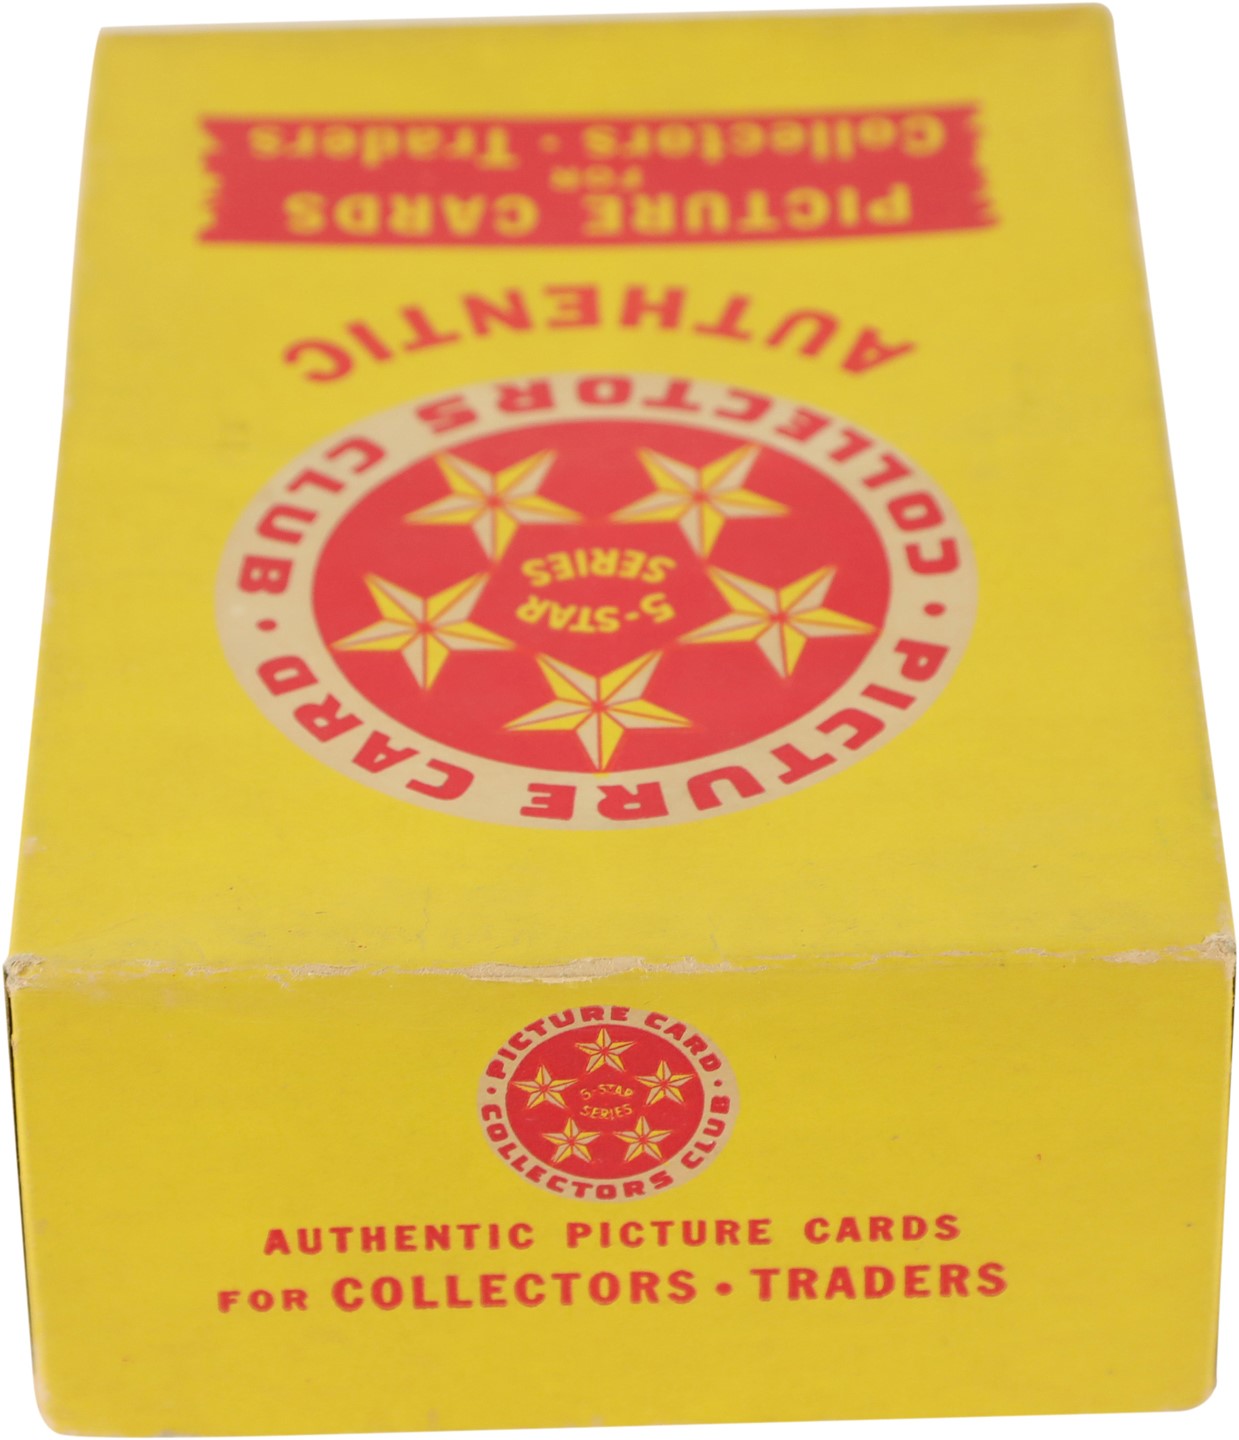 PICTURE CARDS
FOR
Collectors · Traders
AUTHENTIC
· PICTURE CARD · COLLECTORS CLUB
5-STAR
SERIES
· PICTURE CARD · COLLECTORS CLUB
5-STAR
SERIES
AUTHENTIC PICTURE CARDS
FOR COLLECTORS • TRADERS